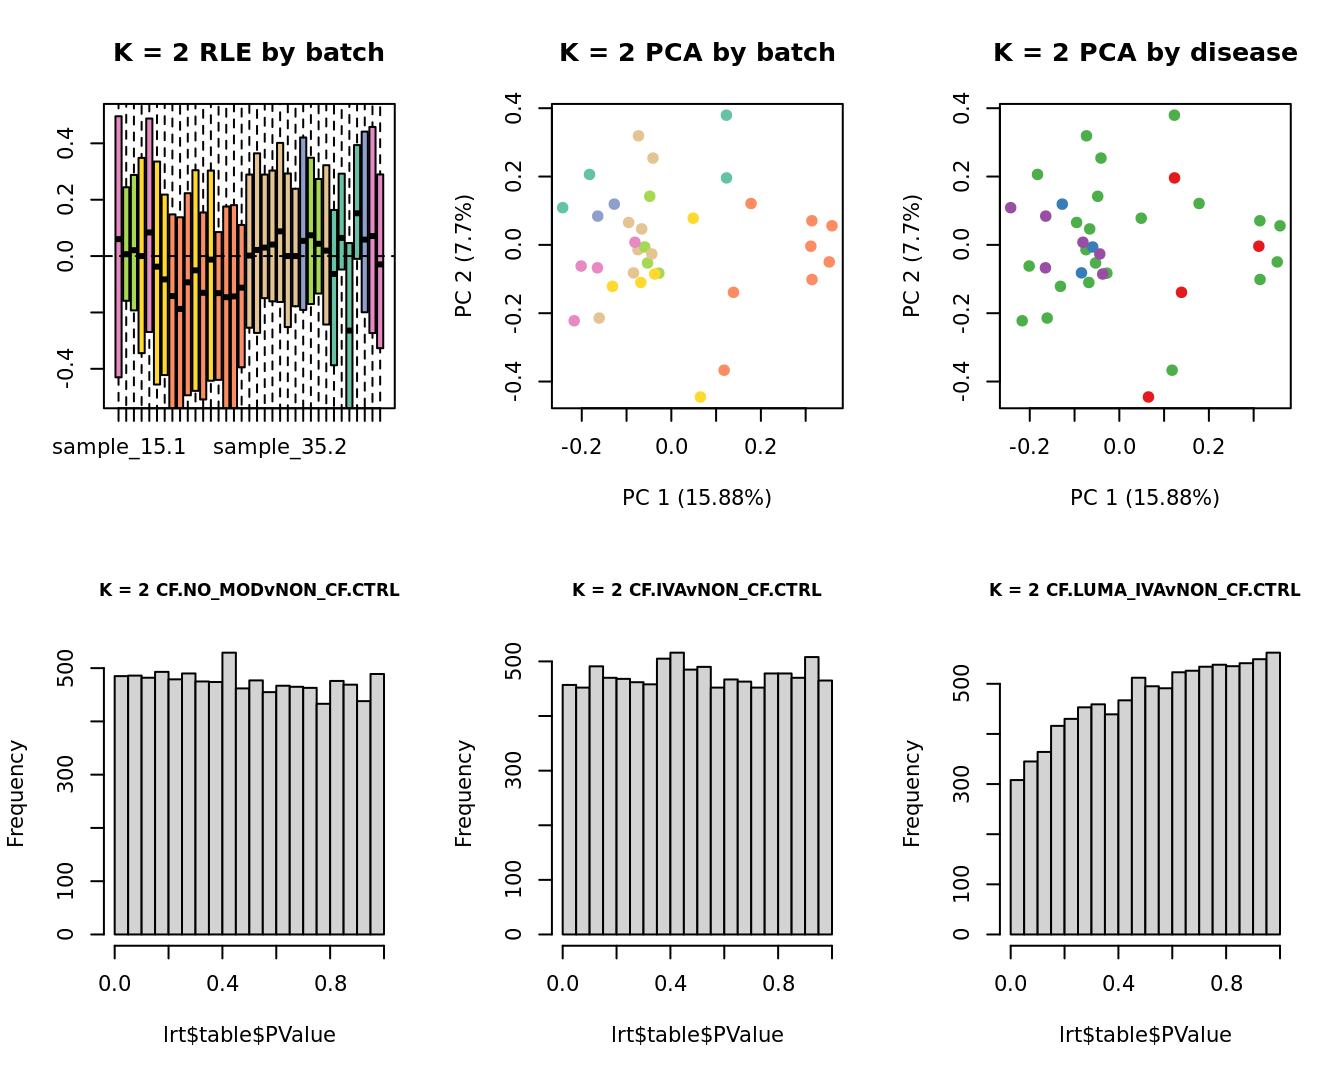 K = 2 RLE by batch
0.4
0.2
0.0
-0.4
sample_15.1 sample_35.2
K = 2 PCA by batch
PC 2 (7.7%)
0.4
0.2
0.0
-0.2
-0.4
-0.2 0.0 0.2
PC 1 (15.88%)
K = 2 PCA by disease
PC 2 (7.7%)
0.4
0.2
0.0
-0.2
-0.4
-0.2 0.0 0.2
PC 1 (15.88%)
K = 2 CF.NO_MODvNON_CF.CTRL
Frequency
500
300
100
0
0.0 0.4 0.8
lrt$table$PValue
K = 2 CF.IVAvNON_CF.CTRL
Frequency
500
300
100
0
0.0 0.4 0.8
lrt$table$PValue
K = 2 CF.LUMA_IVAvNON_CF.CTRL
Frequency
500
300
100
0
0.0 0.4 0.8
lrt$table$PValue